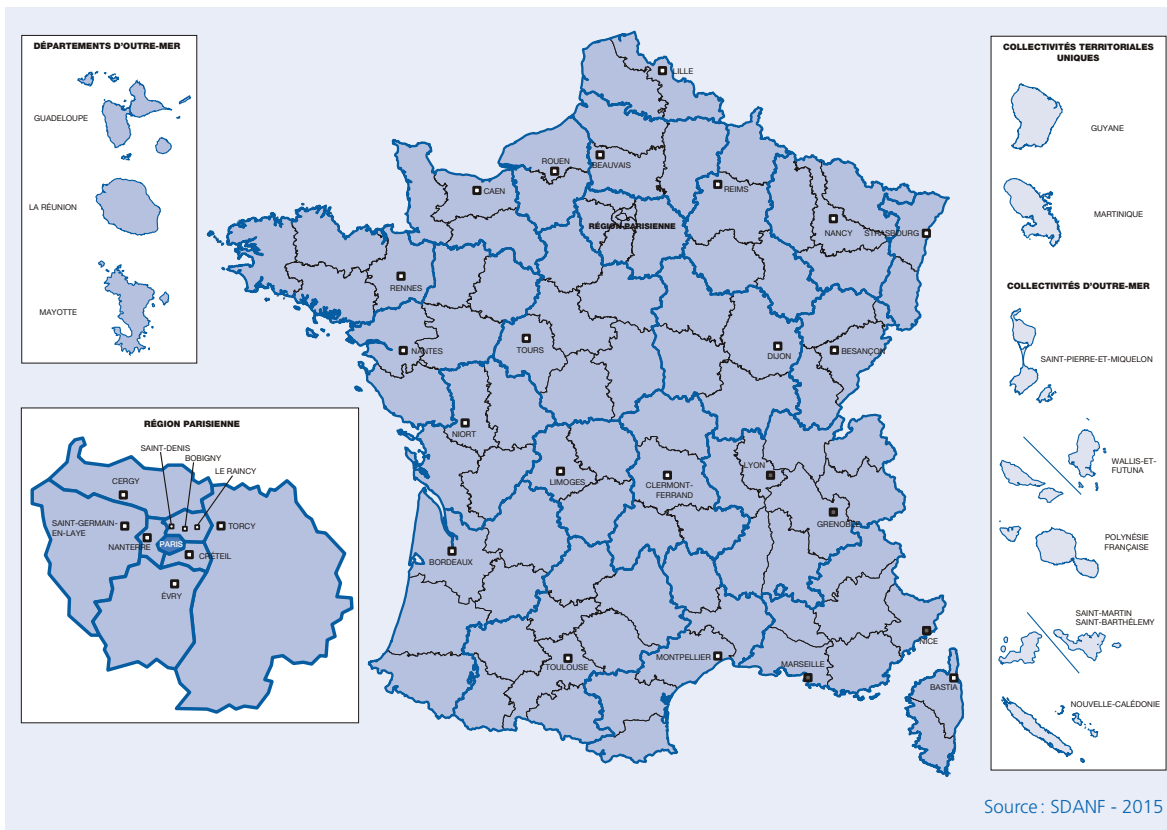 DÉPARTEMENTS D'OUTRE-MER
GUADELOUPE
LA RÉUNION
MAYOTTE
LILLE
ROUEN
BEAUVAIS
CAEN
REIMS
RÉGION PARISIENNE
NANCY
STRASBOURG
RENNES
NANTES
TOURS
DIJON
BESANÇON
NIORT
LIMOGES
CLERMONT-
FERRAND
LYON
GRENOBLE
BORDEAUX
TOULOUSE
MONTPELLIER
MARSEILLE
NICE
BASTIA
RÉGION PARISIENNE
SAINT-DENIS
BOBIGNY
LE RAINCY
CERGY
SAINT-GERMAIN-
EN-LAYE
NANTERRE
PARIS
TORCY
CRÉTEIL
ÉVRY
COLLECTIVITÉS TERRITORIALES
UNIQUES
GUYANE
MARTINIQUE
COLLECTIVITÉS D'OUTRE-MER
SAINT-PIERRE-ET-MIQUELON
WALLIS-ET-
FUTUNA
POLYNÉSIE
FRANÇAISE
SAINT-MARTIN
SAINT-BARTHÉLEMY
NOUVELLE-CALÉDONIE
Source : SDANF - 2015